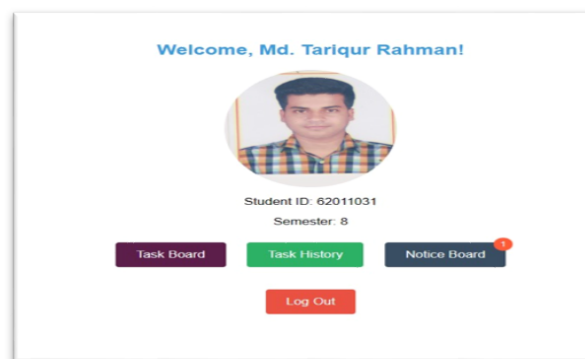 Welcome, Md. Tariqur Rahman!
Student ID: 62011031
Semester: 8
Task Board Task History Notice Board 1
Log Out